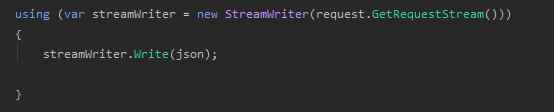 using (var streamWriter = new StreamWriter(request.GetRequestStream()))
{
streamWriter.Write(json);
}